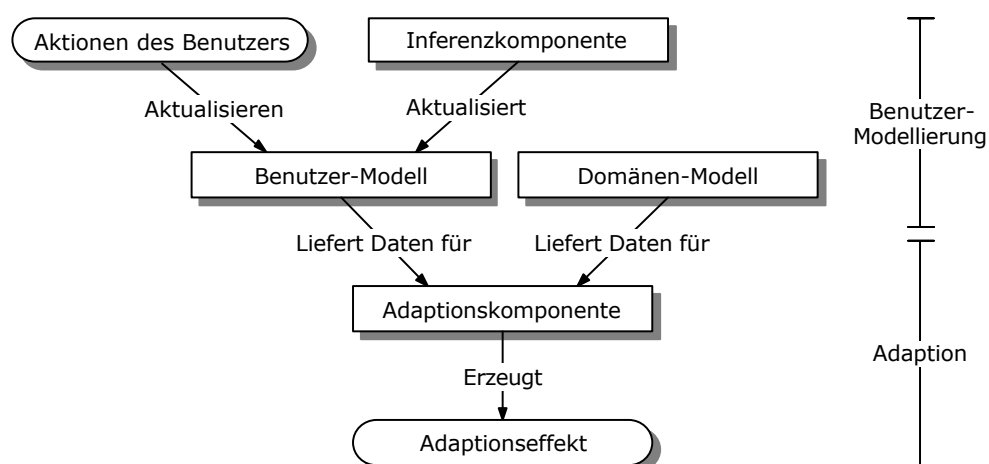 Aktionen des Benutzers
Inferenzkomponente
Aktualisieren
Aktualisiert
Benutzer-
Modellierung
Benutzer-Modell
Domänen-Modell
Liefert Daten für
Liefert Daten für
Adaptionskomponente
Adaption
Erzeugt
Adaptionseffekt